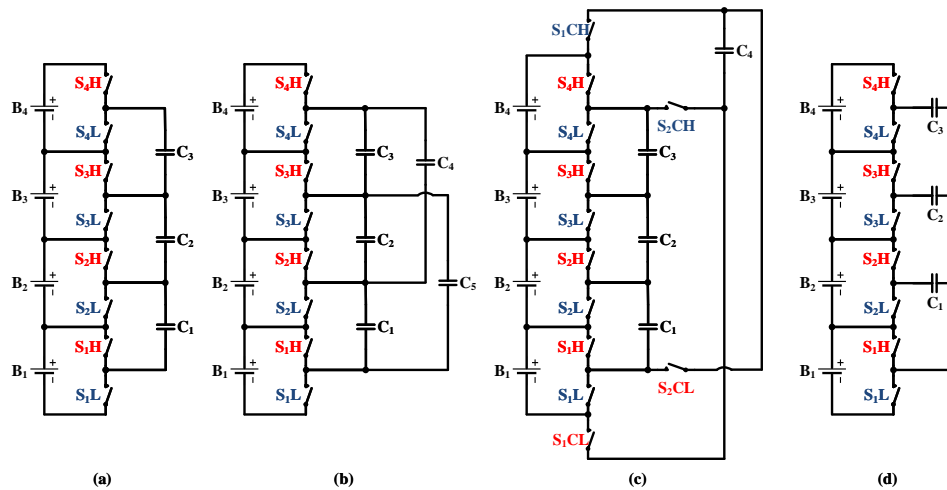 S₁CH
C₄
S₄H S₄H S₄H S₄H
B₄ + - B₄ + - B₄ + - B₄ + -
S₂CH
C₃
S₄L S₄L S₄L S₄L
C₃ C₃ C₄ C₃
S₃H S₃H S₃H S₃H
B₃ + - B₃ + - B₃ + - B₃ + -
C₂
S₃L S₃L S₃L S₃L
C₂ C₂ C₂
S₂H S₂H S₂H S₂H
B₂ + - B₂ + - C₅ B₂ + - B₂ + -
C₁
S₂L S₂L S₂L S₂L
C₁ C₁ C₁
S₁H S₁H S₁H S₁H
B₁ + - B₁ + - B₁ + - B₁ + -
S₂CL
S₁L S₁L S₁L S₁L
S₁CL
(a) (b) (c) (d)